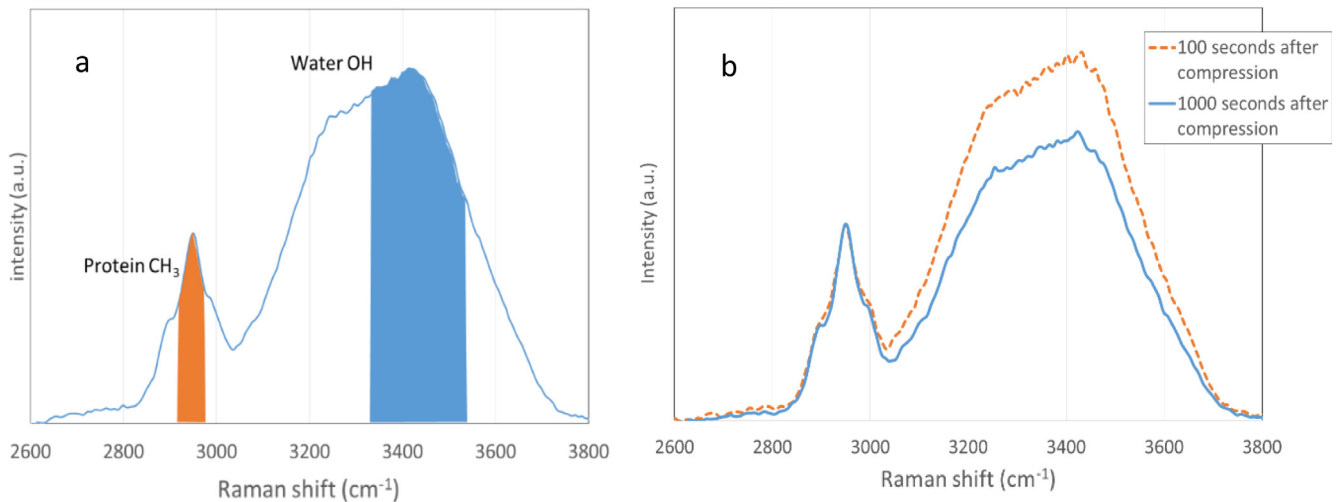 a
Water OH
Protein CH₃
intensity (a.u.)
2600 2800 3000 3200 3400 3600 3800
Raman shift (cm⁻¹)
b
100 seconds after
compression
1000 seconds after
compression
Intensity (a.u.)
2600 2800 3000 3200 3400 3600 3800
Raman shift (cm⁻¹)